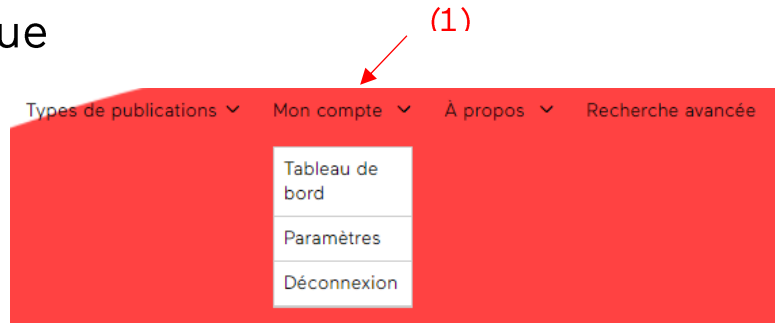 ue
(1)
Types de publications Mon compte À propos Recherche avancée
Tableau de
bord
Paramètres
Déconnexion